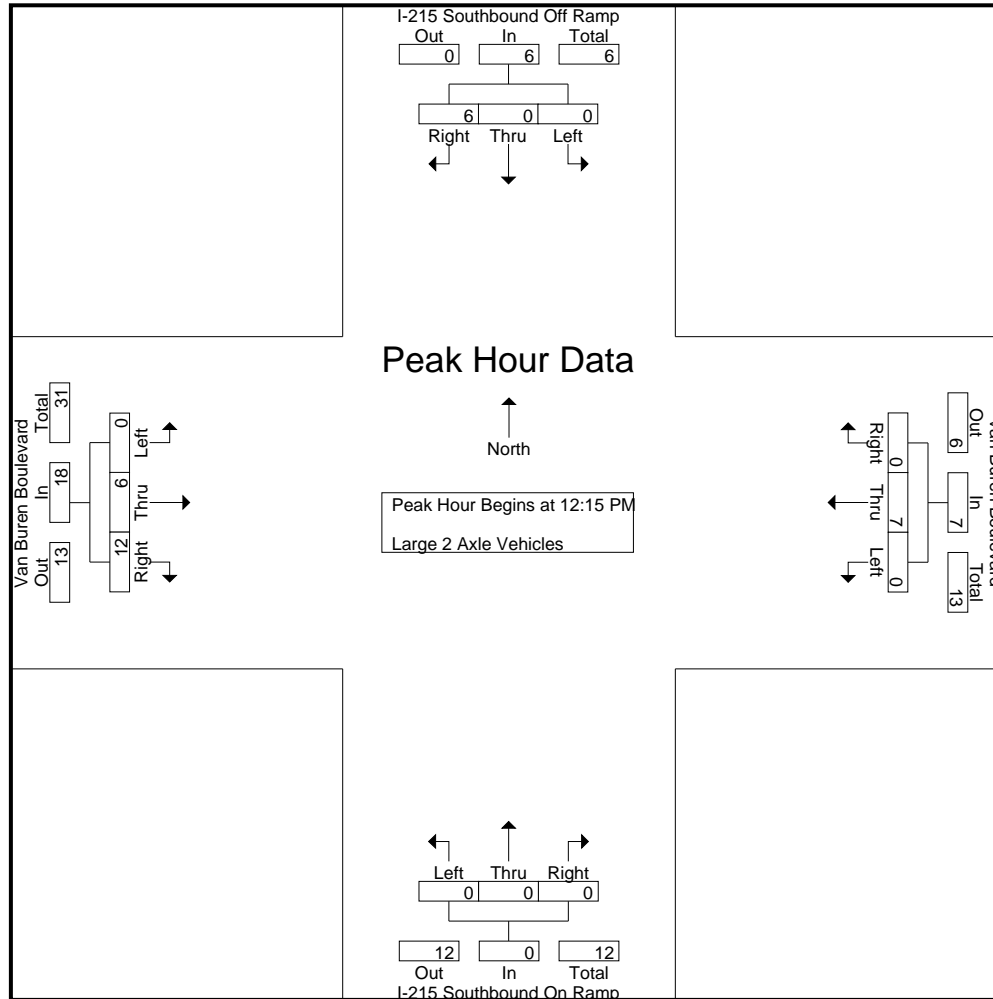 I-215 Southbound Off Ramp
Out In Total
0 6 6
6 0 0
Right Thru Left
Peak Hour Data
North
Peak Hour Begins at 12:15 PM
Large 2 Axle Vehicles
Van Buren Boulevard
Total In Out
31 18 13
0 6 12
Left Thru Right
Right Thru Left
0 7 0
6 7 13
Out In Total
Van Buren Boulevard
Left Thru Right
0 0 0
12 0 12
Out In Total
I-215 Southbound On Ramp